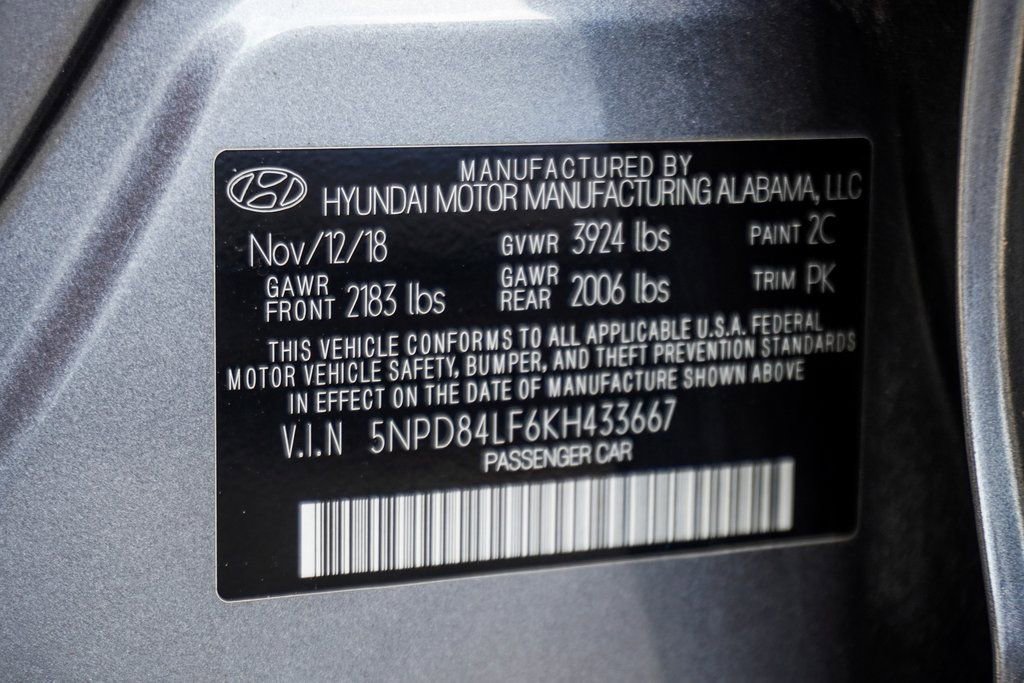 MANUFACTURED BY
HYUNDAI MOTOR MANUFACTURING ALABAMA, LLC
Nov/12/18 GVWR 3924 lbs PAINT 2C
GAWR FRONT 2183 lbs GAWR REAR 2006 lbs TRIM PK
THIS VEHICLE CONFORMS TO ALL APPLICABLE U.S.A. FEDERAL
MOTOR VEHICLE SAFETY, BUMPER, AND THEFT PREVENTION STANDARDS
IN EFFECT ON THE DATE OF MANUFACTURE SHOWN ABOVE
V.I.N 5NPD84LF6KH433667
PASSENGER CAR